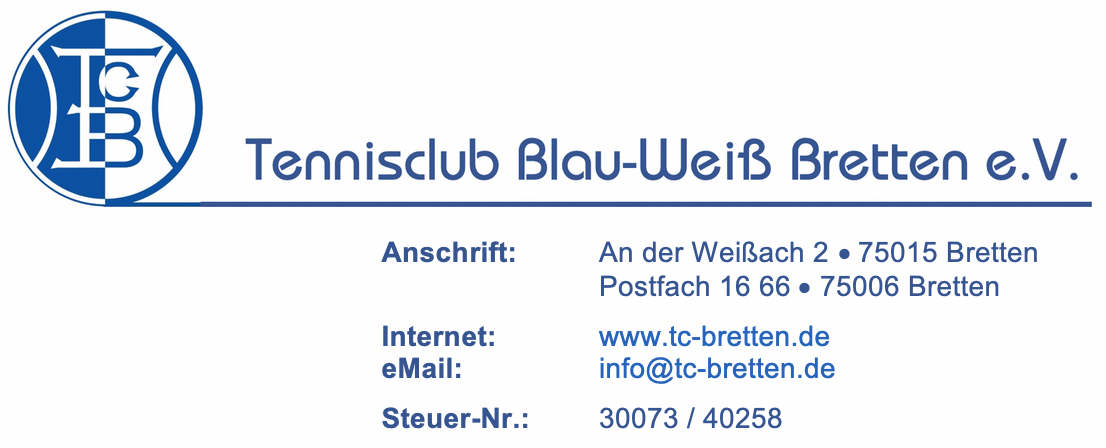 TCB
Tennisclub Blau-Weiß Bretten e.V.
Anschrift: An der Weißach 2 • 75015 Bretten
Postfach 16 66 • 75006 Bretten
Internet: www.tc-bretten.de
eMail: info@tc-bretten.de
Steuer-Nr.: 30073 / 40258